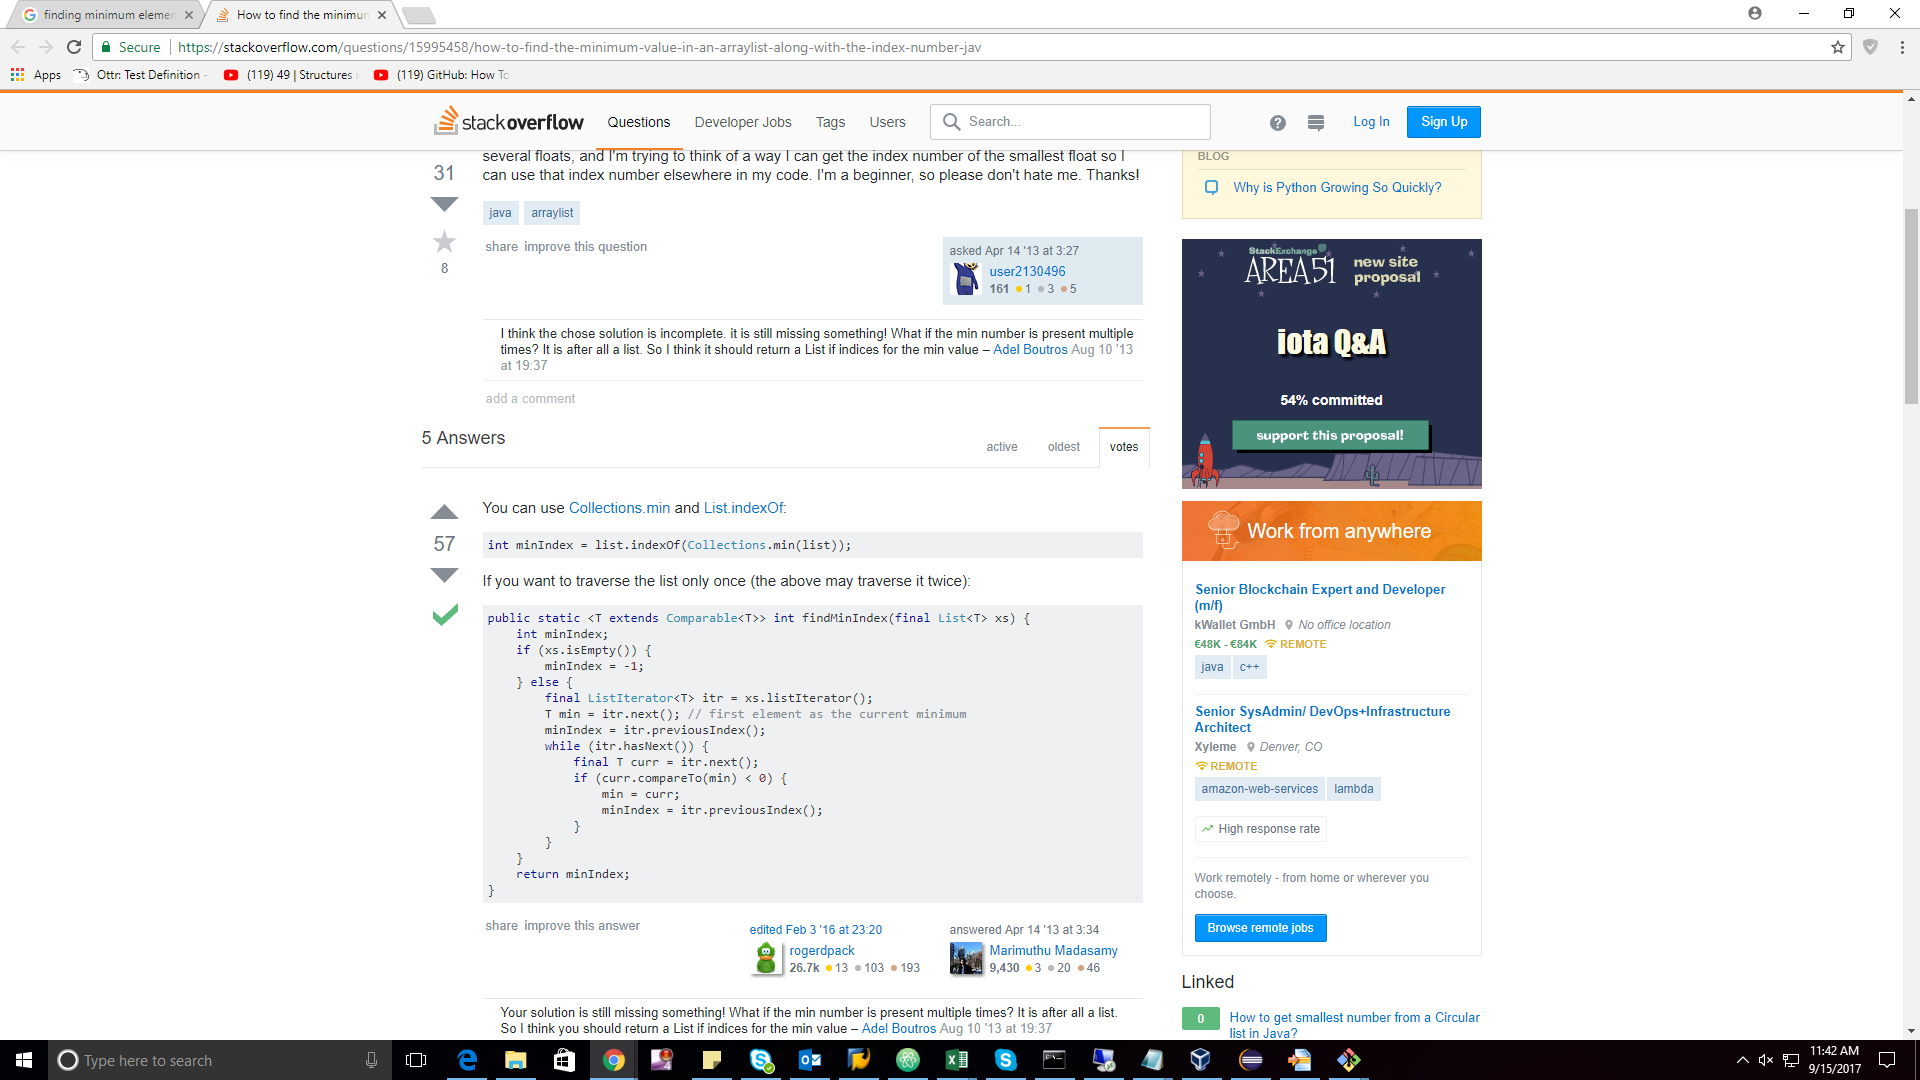 finding minimum elemen
How to find the minimum
Secure
https://stackoverflow.com/questions/15995458/how-to-find-the-minimum-value-in-an-arraylist-along-with-the-index-number-jav
Apps
Ottr: Test Definition -
(119) 49 | Structures i
(119) GitHub: How To
stackoverflow
Questions
Developer Jobs
Tags
Users
Search...
?
Log In
Sign Up
31
several floats, and I'm trying to think of a way I can get the index number of the smallest float so I
can use that index number elsewhere in my code. I'm a beginner, so please don't hate me. Thanks!
java
arraylist
8
share improve this question
asked Apr 14 '13 at 3:27
user2130496
161 1 3 5
I think the chose solution is incomplete. it is still missing something! What if the min number is present multiple
times? It is after all a list. So I think it should return a List if indices for the min value – Adel Boutros Aug 10 '13
at 19:37
add a comment
5 Answers
active
oldest
votes
57
You can use Collections.min and List.indexOf:
int minIndex = list.indexOf(Collections.min(list));
If you want to traverse the list only once (the above may traverse it twice):
public static <T extends Comparable<T>> int findMinIndex(final List<T> xs) {
int minIndex;
if (xs.isEmpty()) {
minIndex = -1;
} else {
final ListIterator<T> itr = xs.listIterator();
T min = itr.next(); // first element as the current minimum
minIndex = itr.previousIndex();
while (itr.hasNext()) {
final T curr = itr.next();
if (curr.compareTo(min) < 0) {
min = curr;
minIndex = itr.previousIndex();
}
}
}
return minIndex;
}
share improve this answer
edited Feb 3 '16 at 23:20
rogerdpack
26.7k 13 103 193
answered Apr 14 '13 at 3:34
Marimuthu Madasamy
9,430 3 20 46
Your solution is still missing something! What if the min number is present multiple times? It is after all a list.
So I think you should return a List if indices for the min value – Adel Boutros Aug 10 '13 at 19:37
BLOG
Why is Python Growing So Quickly?
StackExchange
AREA51
new site
proposal
iota Q&A
54% committed
support this proposal!
Work from anywhere
Senior Blockchain Expert and Developer
(m/f)
kWallet GmbH No office location
€48K - €84K REMOTE
java
c++
Senior SysAdmin/ DevOps+Infrastructure
Architect
Xyleme Denver, CO
REMOTE
amazon-web-services
lambda
High response rate
Work remotely - from home or wherever you
choose.
Browse remote jobs
Linked
0
How to get smallest number from a Circular
list in Java?
Type here to search
11:42 AM
9/15/2017